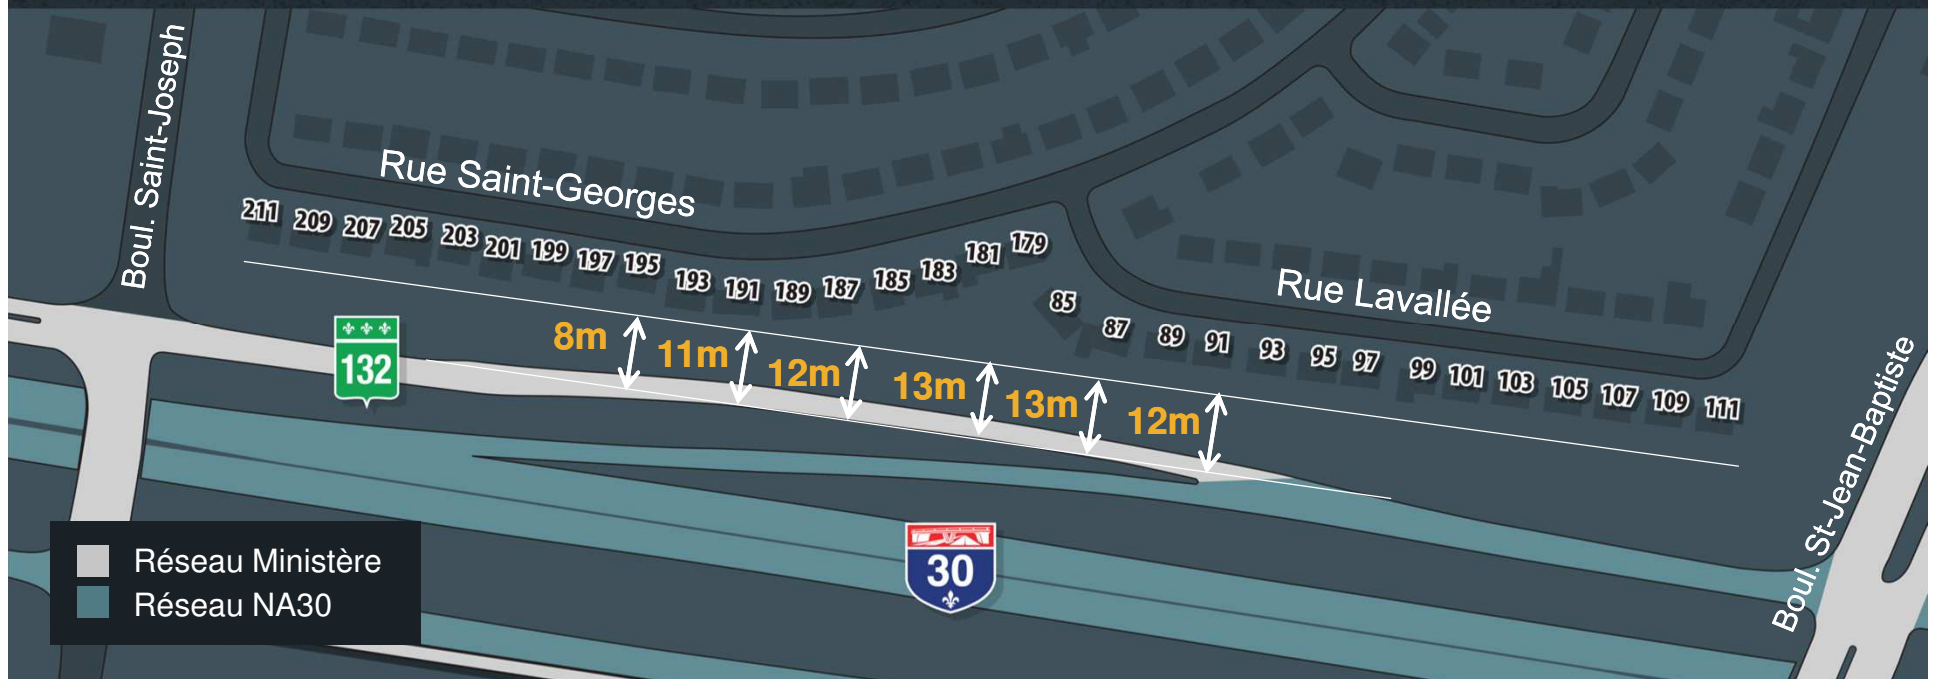 Boul. Saint-Joseph
Rue Saint-Georges
211 209 207 205 203 201 199 197 195 193 191 189 187 185 183 181 179
85 87 89 91 93 95 97 99 101 103 105 107 109 111
Rue Lavallée
Boul. St-Jean-Baptiste
132
8m
11m
12m
13m
13m
12m
30
Réseau Ministère
Réseau NA30